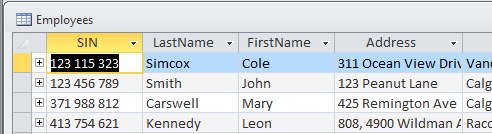 Employees
SIN LastName FirstName Address
123 115 323 Simcox Cole 311 Ocean View Driv Vanc
123 456 789 Smith John 123 Peanut Lane Calg
371 988 812 Carswell Mary 425 Remington Ave Calg
413 754 621 Kennedy Leon 808, 4900 Wildman Racc